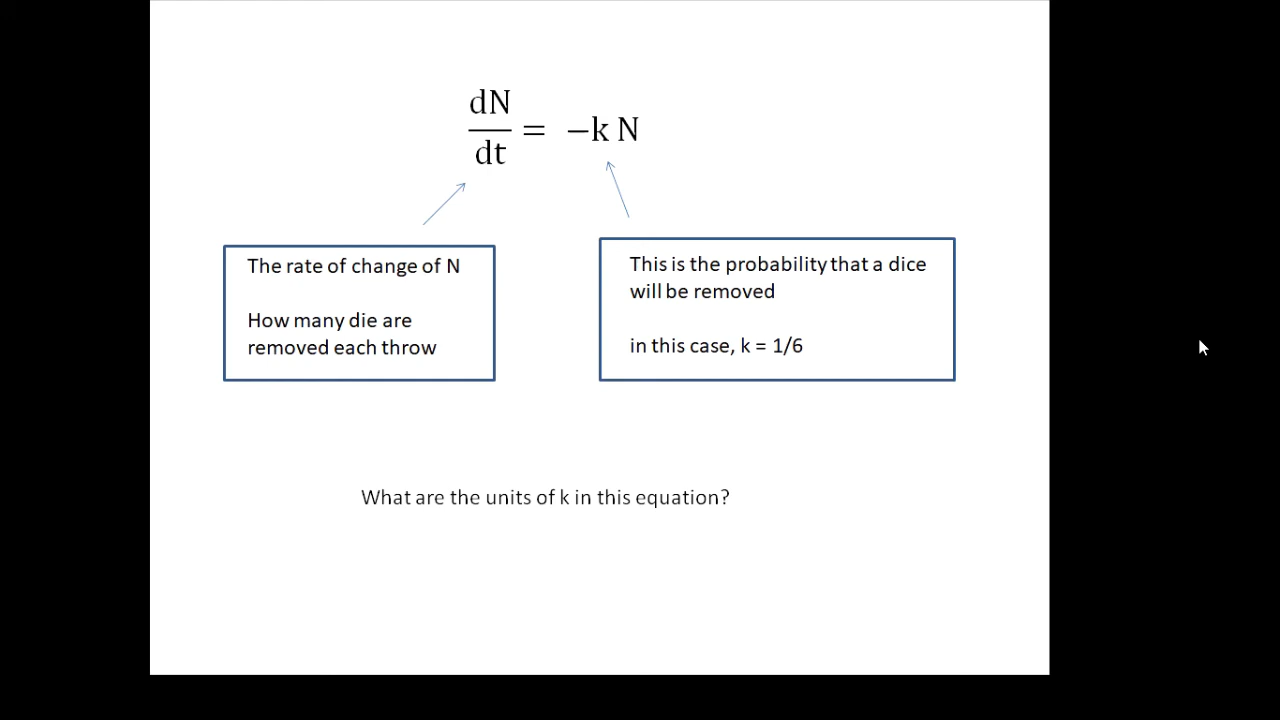 dN
dt
= −k N
The rate of change of N
How many die are
removed each throw
This is the probability that a dice
will be removed
in this case, k = 1/6
What are the units of k in this equation?